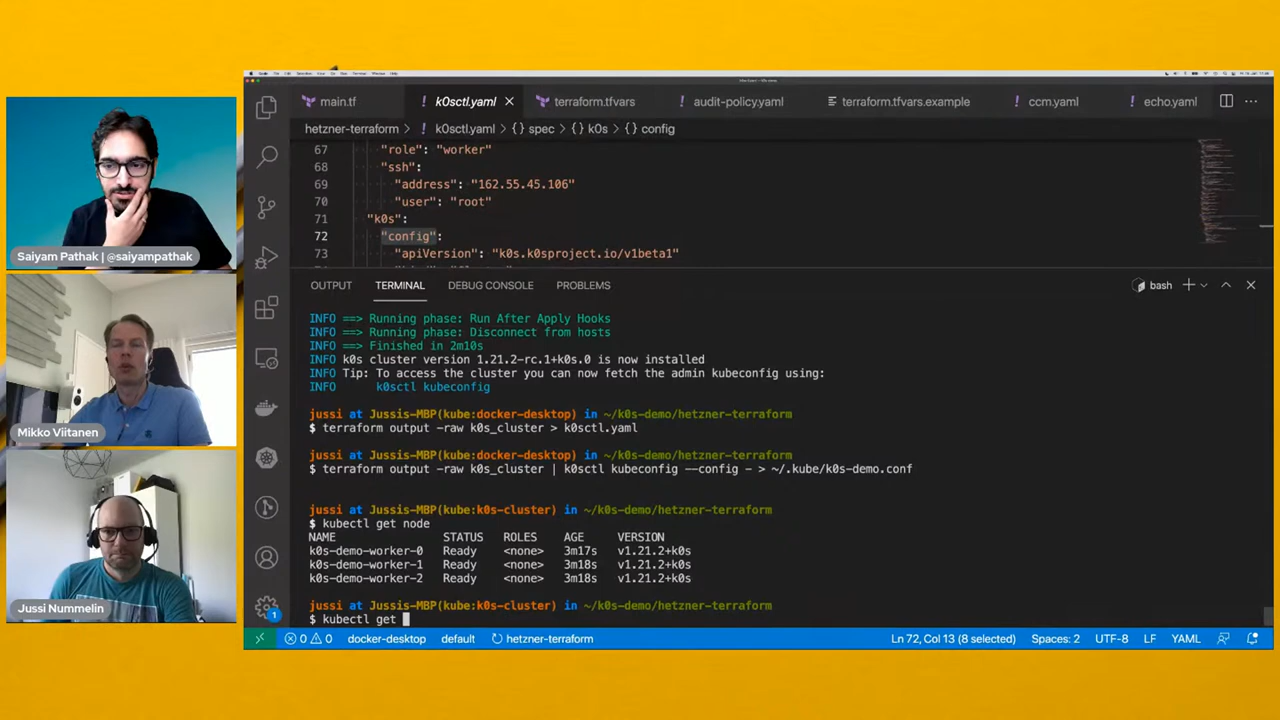 Saiyam Pathak | @saiyampathak
Mikko Viitanen
Jussi Nummelin
main.tf
! k0sctl.yaml
terraform.tfvars
! audit-policy.yaml
terraform.tfvars.example
! ccm.yaml
! echo.yaml
hetzner-terraform > ! k0sctl.yaml > {} spec > {} k0s > {} config
67 "role": "worker"
68 "ssh":
69 "address": "162.55.45.106"
70 "user": "root"
71 "k0s":
72 "config":
73 "apiVersion": "k0s.k0sproject.io/v1beta1"
OUTPUT TERMINAL DEBUG CONSOLE PROBLEMS
bash
INFO ==> Running phase: Run After Apply Hooks
INFO ==> Running phase: Disconnect from hosts
INFO ==> Finished in 2m10s
INFO k0s cluster version 1.21.2-rc.1+k0s.0 is now installed
INFO Tip: To access the cluster you can now fetch the admin kubeconfig using:
INFO k0sctl kubeconfig
jussi at Jussis-MBP(kube:docker-desktop) in ~/k0s-demo/hetzner-terraform
$ terraform output -raw k0s_cluster > k0sctl.yaml
jussi at Jussis-MBP(kube:docker-desktop) in ~/k0s-demo/hetzner-terraform
$ terraform output -raw k0s_cluster | k0sctl kubeconfig --config - > ~/.kube/k0s-demo.conf
jussi at Jussis-MBP(kube:k0s-cluster) in ~/k0s-demo/hetzner-terraform
$ kubectl get node
NAME STATUS ROLES AGE VERSION
k0s-demo-worker-0 Ready <none> 3m17s v1.21.2+k0s
k0s-demo-worker-1 Ready <none> 3m18s v1.21.2+k0s
k0s-demo-worker-2 Ready <none> 3m18s v1.21.2+k0s
jussi at Jussis-MBP(kube:k0s-cluster) in ~/k0s-demo/hetzner-terraform
$ kubectl get
1
0 0 docker-desktop default hetzner-terraform Ln 72, Col 13 (8 selected) Spaces: 2 UTF-8 LF YAML